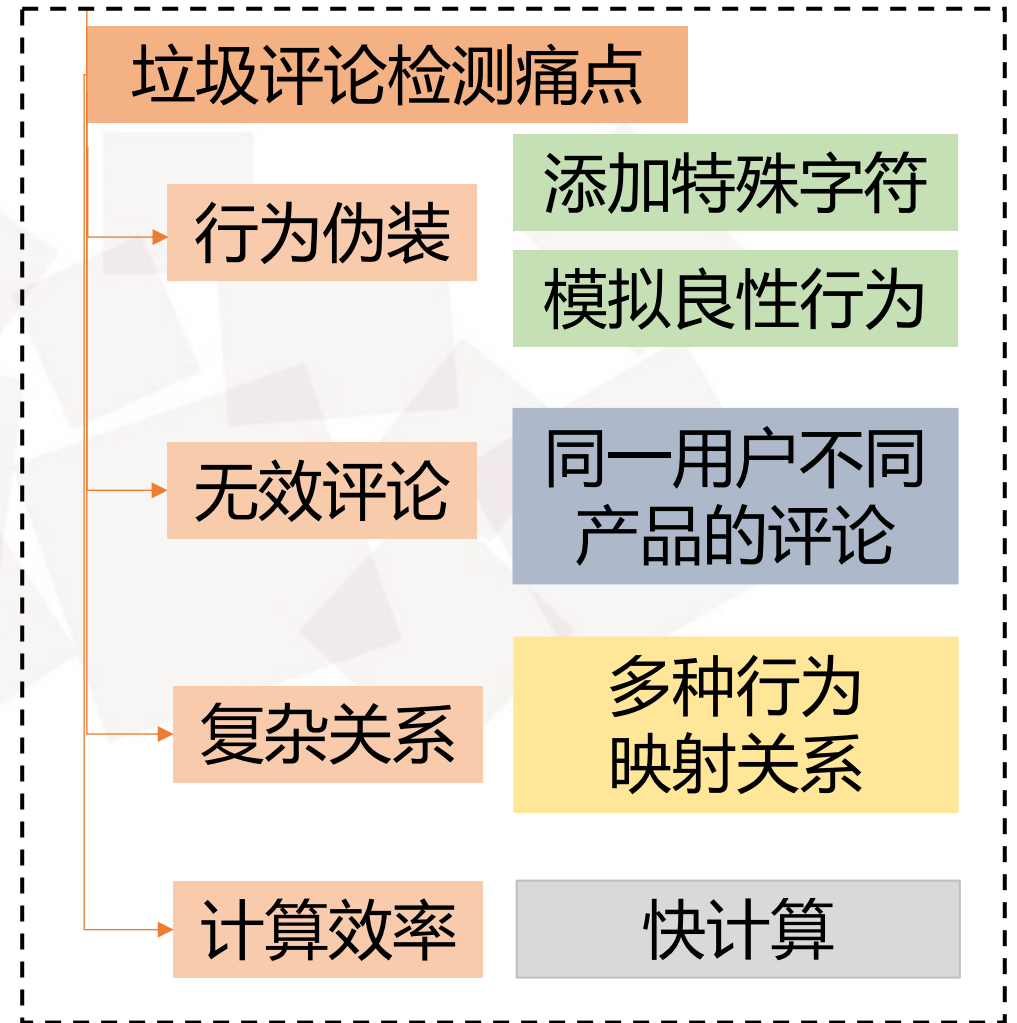 垃圾评论检测痛点
行为伪装
添加特殊字符
模拟良性行为
无效评论
同一用户不同
产品的评论
复杂关系
多种行为
映射关系
计算效率
快计算